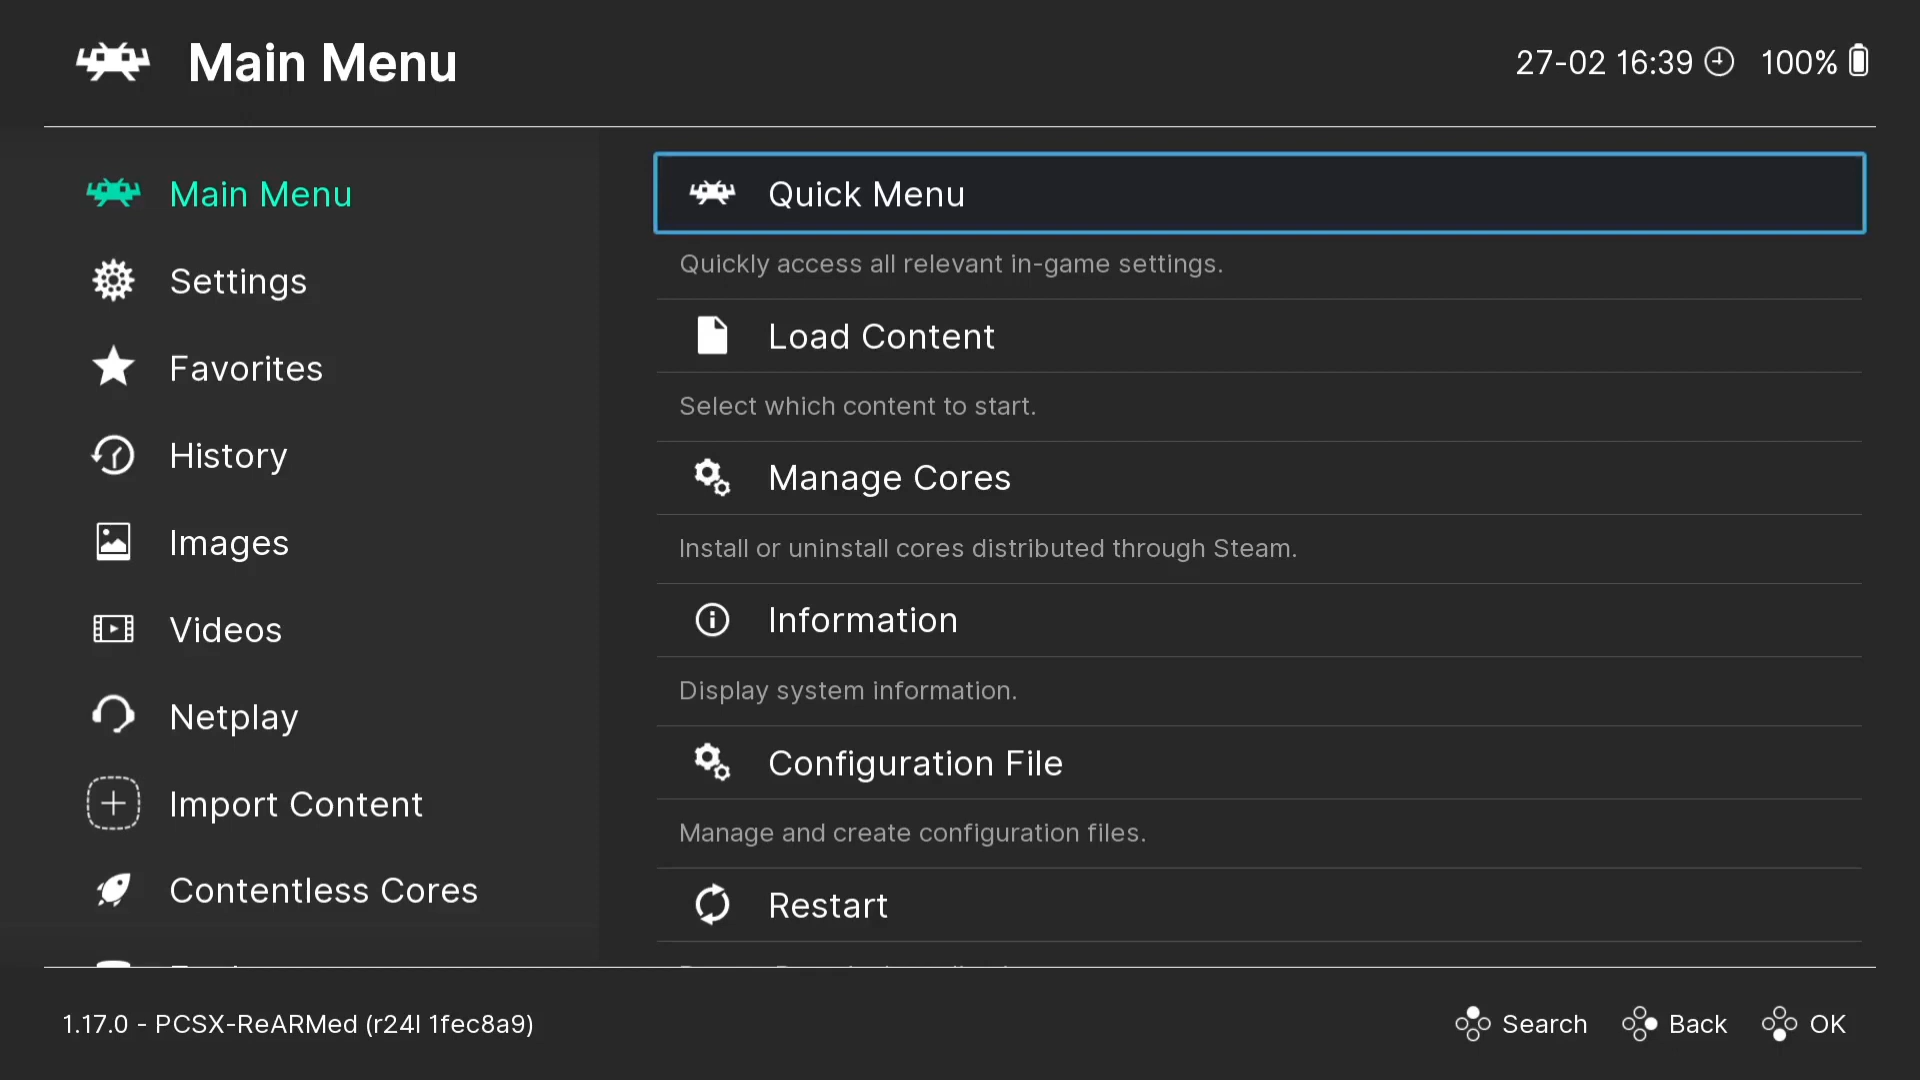 Main Menu
27-02 16:39
100%
Main Menu
Settings
Favorites
History
Images
Videos
Netplay
Import Content
Contentless Cores
Quick Menu
Quickly access all relevant in-game settings.
Load Content
Select which content to start.
Manage Cores
Install or uninstall cores distributed through Steam.
Information
Display system information.
Configuration File
Manage and create configuration files.
Restart
1.17.0 - PCSX-ReARMed (r24l 1fec8a9)
Search
Back
OK